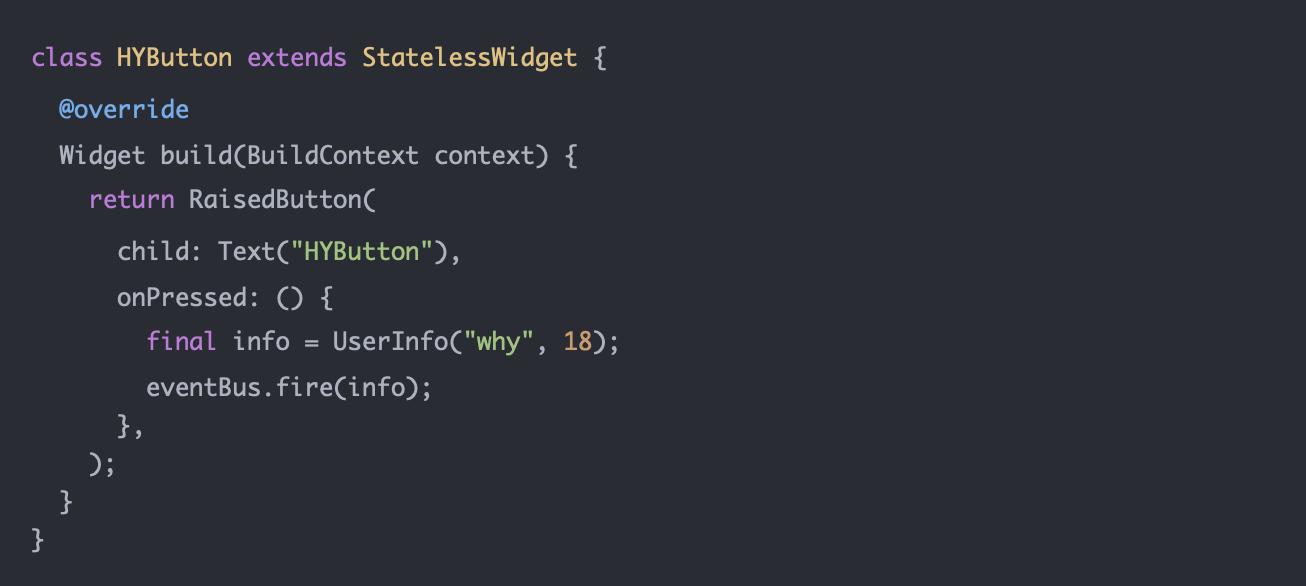 class HYButton extends StatelessWidget {
  @override
  Widget build(BuildContext context) {
    return RaisedButton(
      child: Text("HYButton"),
      onPressed: () {
        final info = UserInfo("why", 18);
        eventBus.fire(info);
      },
    );
  }
}